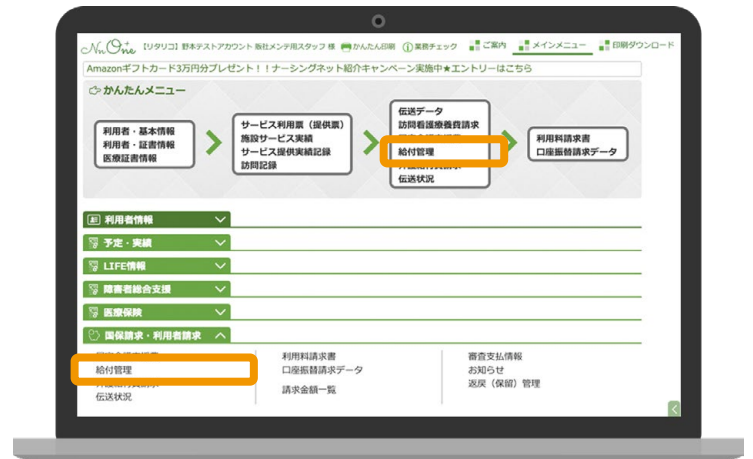 NuOne 【リタリコ】野本テストアカウント 販社メンテ用スタッフ 様 かんたん印刷 業務チェック ご案内 メインメニュー 印刷ダウンロード
Amazonギフトカード3万円分プレゼント！！ナーシングネット紹介キャンペーン実施中★エントリーはこちら
かんたんメニュー
利用者・基本情報
利用者・証書情報
医療証書情報
サービス利用票（提供票）
施設サービス実績
サービス提供実績記録
訪問記録
伝送データ
訪問看護療養費請求
給付管理
伝送状況
利用料請求書
口座振替請求データ
利用者情報
予定・実績
LIFE情報
障害者総合支援
医療保険
国保請求・利用者請求
給付管理
伝送状況
利用料請求書
口座振替請求データ
請求金額一覧
審査支払情報
お知らせ
返戻（保留）管理